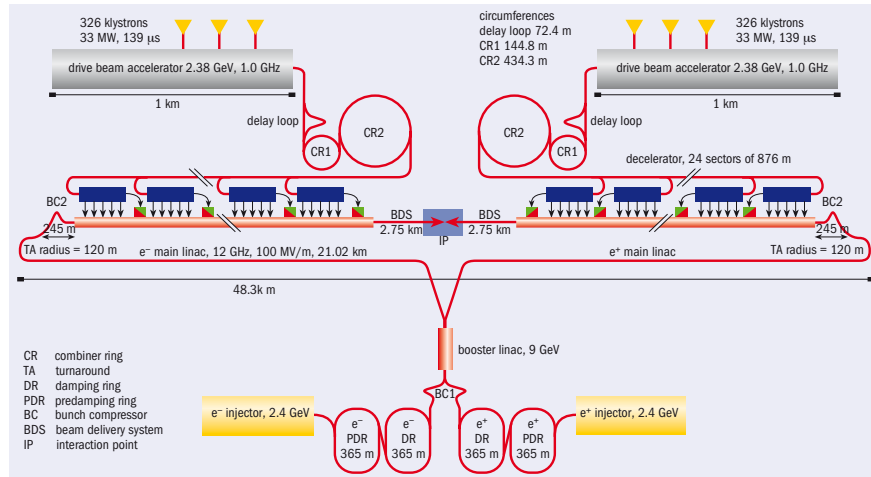 326 klystrons
33 MW, 139 μs
circumferences
delay loop 72.4 m
CR1 144.8 m
CR2 434.3 m
326 klystrons
33 MW, 139 μs
drive beam accelerator 2.38 GeV, 1.0 GHz
drive beam accelerator 2.38 GeV, 1.0 GHz
1 km
1 km
delay loop
CR2
CR1
CR2
CR1
delay loop
decelerator, 24 sectors of 876 m
BC2
BC2
BDS
BDS
245 m
2.75 km
2.75 km
245 m
IP
TA radius = 120 m
e⁻ main linac, 12 GHz, 100 MV/m, 21.02 km
e⁺ main linac
TA radius = 120 m
48.3k m
booster linac, 9 GeV
CR combiner ring
TA turnaround
DR damping ring
PDR predamping ring
BC bunch compressor
BDS beam delivery system
IP interaction point
BC1
e⁻ injector, 2.4 GeV
e⁻
PDR
365 m
e⁻
DR
365 m
e⁺
DR
365 m
e⁺
PDR
365 m
e⁺ injector, 2.4 GeV